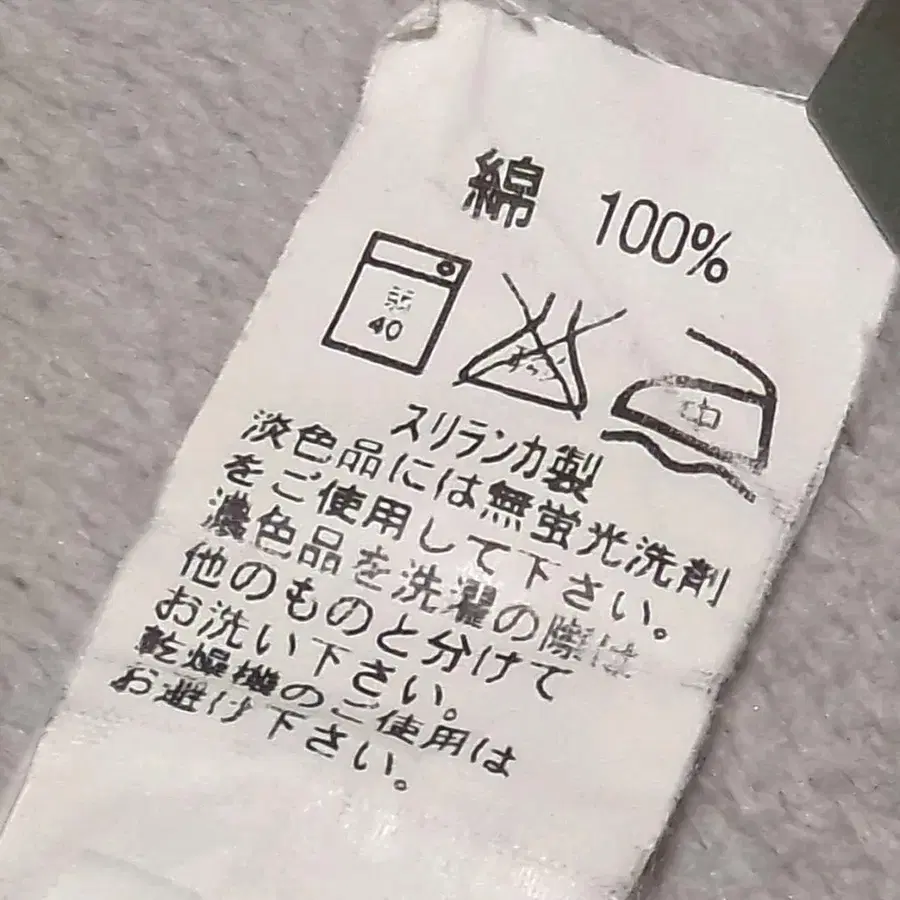 綿 100%
弱
40
中
スリランカ製
淡色品には無蛍光洗剤
をご使用して下さい。
濃色品を洗濯の際は
他のものと分けて
お洗い下さい。
乾燥機のご使用は
お避け下さい。